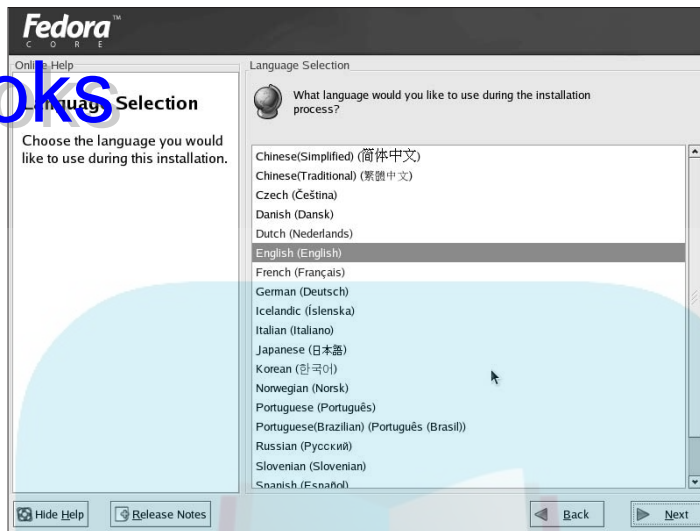 Fedora™
CORE
Online Help
oks
Language Selection
Choose the language you would
like to use during this installation.
Language Selection
What language would you like to use during the installation
process?
Chinese(Simplified) (简体中文)
Chinese(Traditional) (繁體中文)
Czech (Čeština)
Danish (Dansk)
Dutch (Nederlands)
English (English)
French (Français)
German (Deutsch)
Icelandic (Íslenska)
Italian (Italiano)
Japanese (日本語)
Korean (한국어)
Norwegian (Norsk)
Portuguese (Português)
Portuguese(Brazilian) (Português (Brasil))
Russian (Русский)
Slovenian (Slovenian)
Spanish (Español)
Hide Help
Release Notes
Back
Next